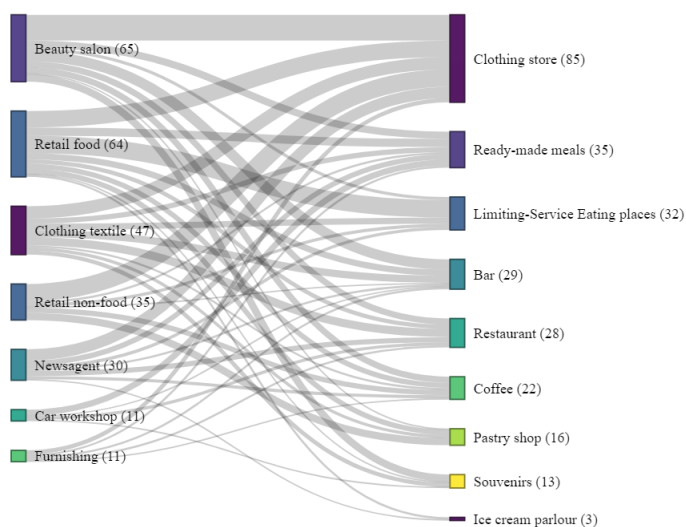 Beauty salon (65)
Retail food (64)
Clothing textile (47)
Retail non-food (35)
Newsagent (30)
Car workshop (11)
Furnishing (11)
Clothing store (85)
Ready-made meals (35)
Limiting-Service Eating places (32)
Bar (29)
Restaurant (28)
Coffee (22)
Pastry shop (16)
Souvenirs (13)
Ice cream parlour (3)